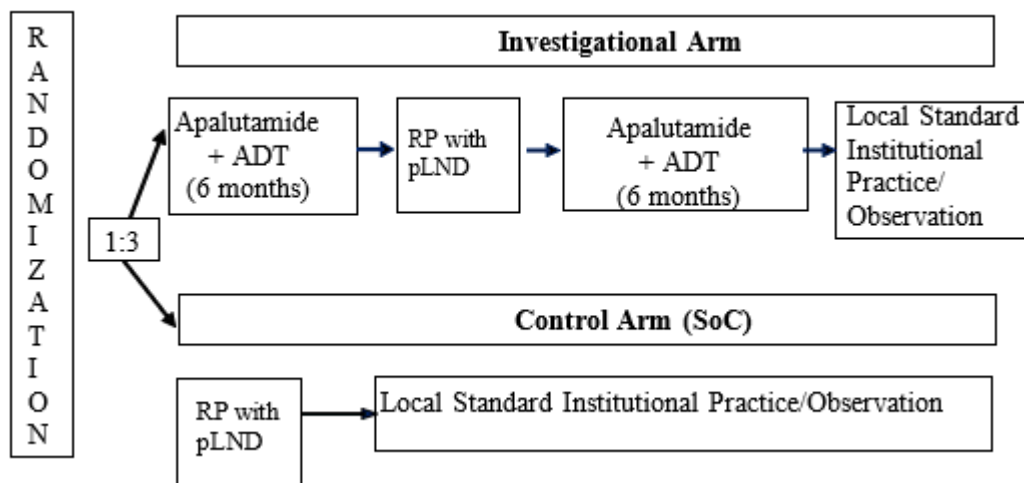 RANDOMIZATION
Investigational Arm
Apalutamide
+ ADT
(6 months)
RP with
pLND
Apalutamide
+ ADT
(6 months)
Local Standard
Institutional
Practice/
Observation
1:3
Control Arm (SoC)
RP with
pLND
Local Standard Institutional Practice/Observation